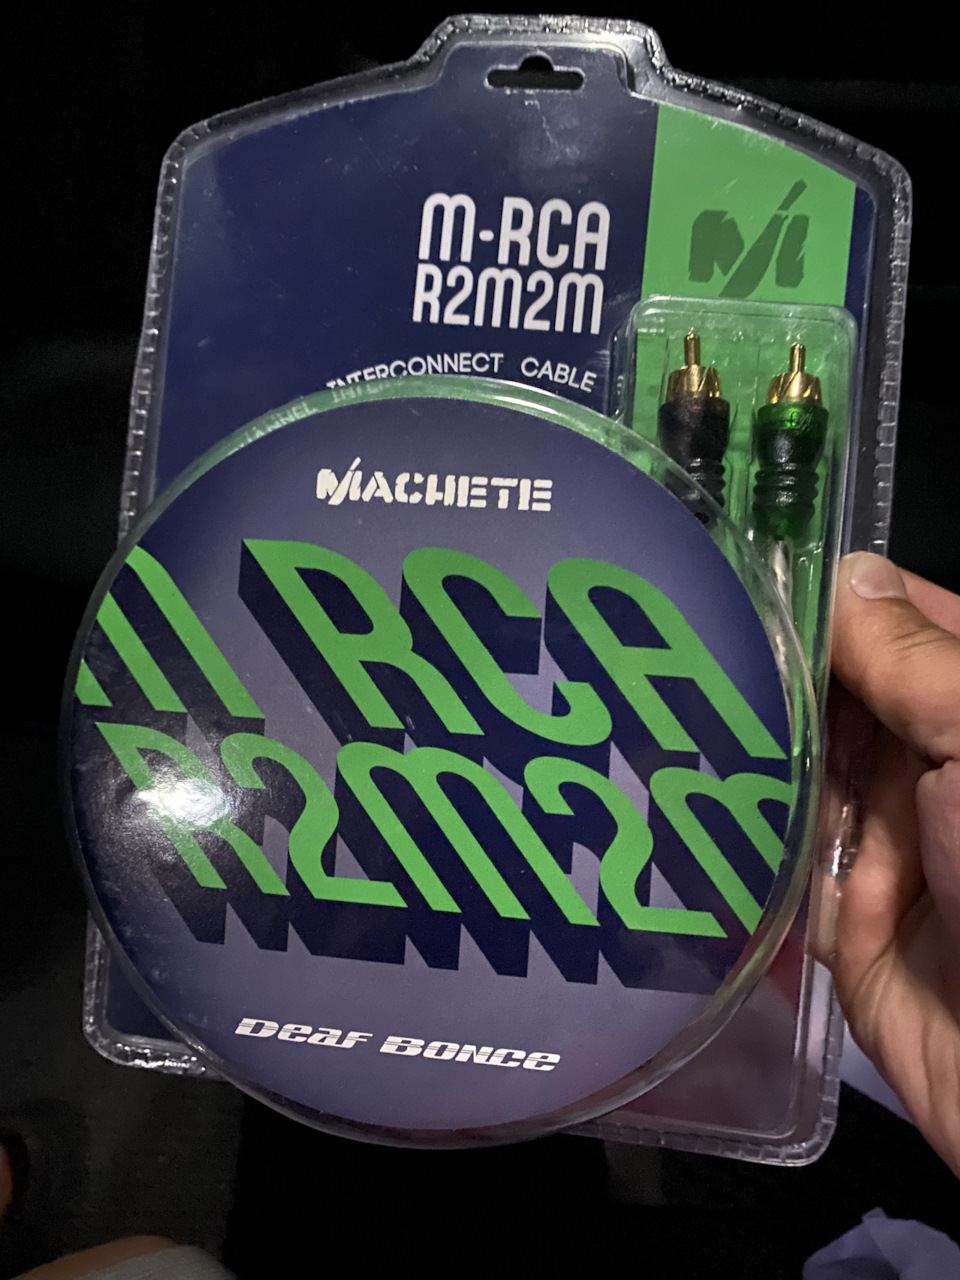 M-RCA
R2M2M
INTERCONNECT CABLE
MACHETE
M RCA
R2M2M
Deaf Bonce